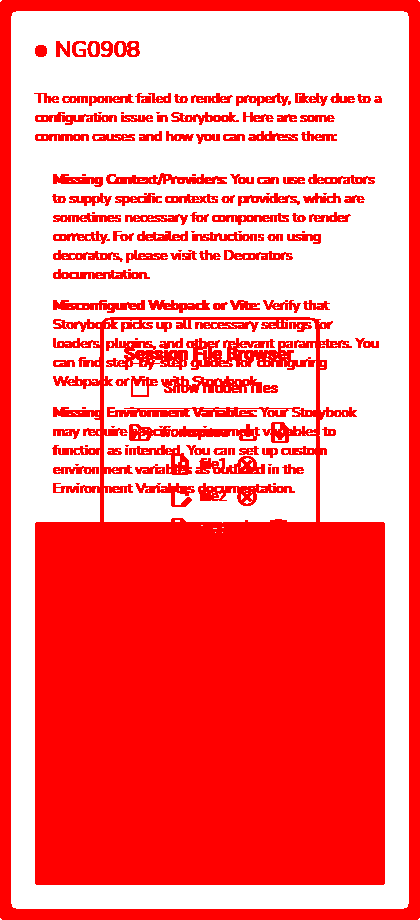 NG0908
The component failed to render properly, likely due to a
configuration issue in Storybook. Here are some
common causes and how you can address them:
Missing Context/Providers: You can use decorators
to supply specific contexts or providers, which are
sometimes necessary for components to render
correctly. For detailed instructions on using
decorators, please visit the Decorators
documentation.
Misconfigured Webpack or Vite: Verify that
Storybook picks up all necessary settings for
loaders, plugins, and other relevant parameters. You
can find step-by-step guides for configuring
Webpack or Vite with Storybook.
Session File Browser
Show hidden files
Missing Environment Variables: Your Storybook
may require specific environment variables to
function as intended. You can set up custom
environment variables as outlined in the
Environment Variables documentation.
file1
file2